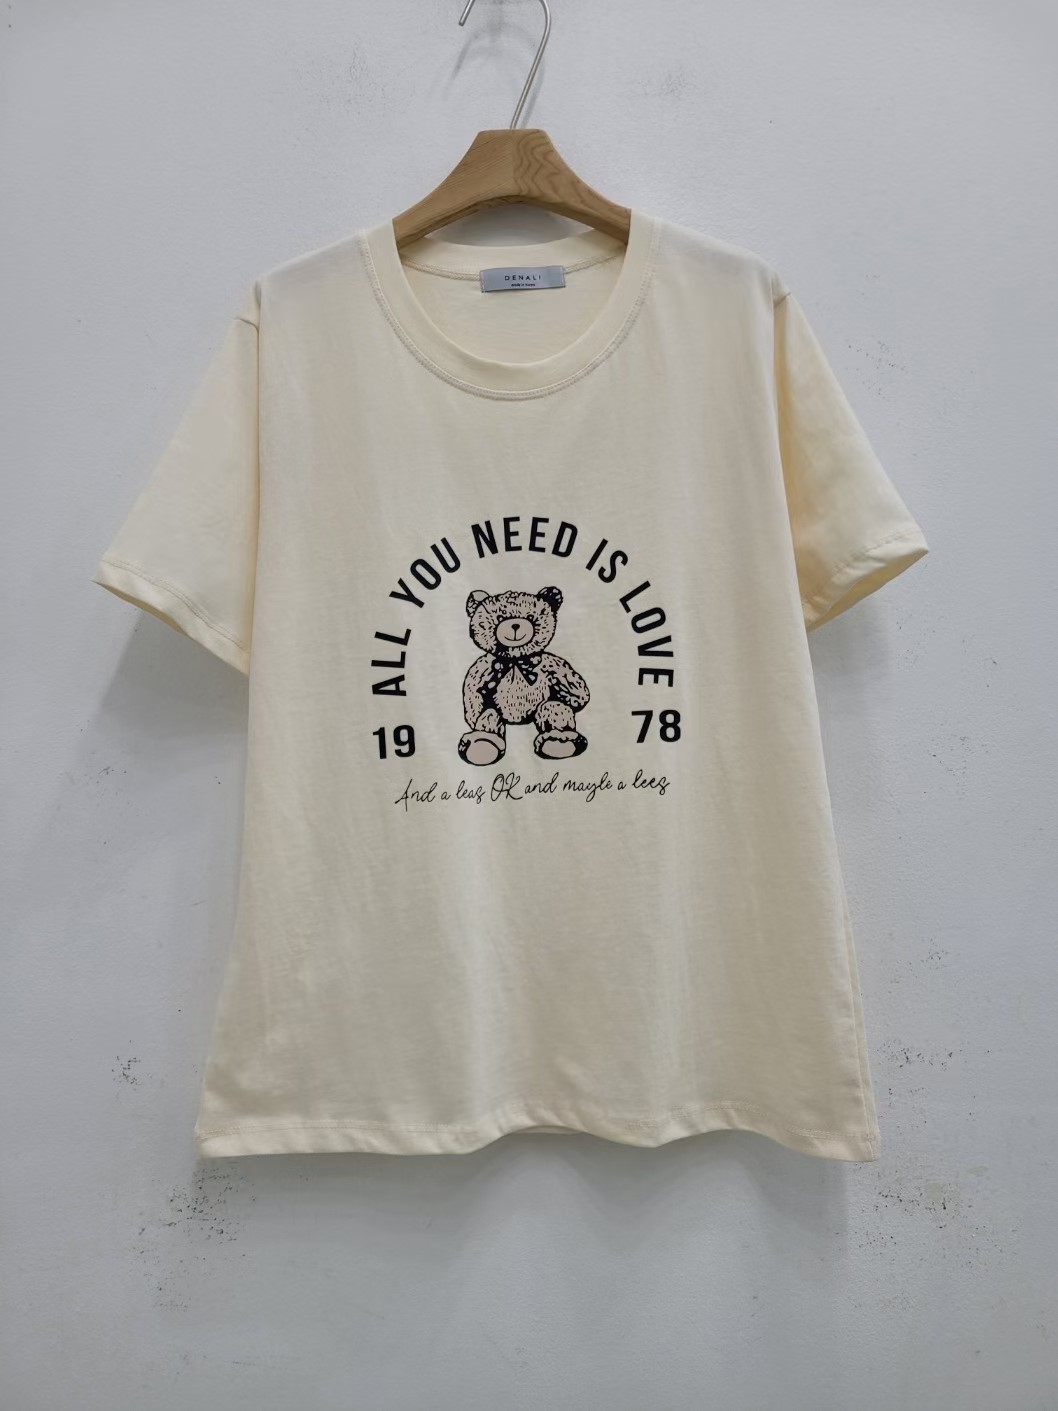 DENALI
ALL YOU NEED IS LOVE
19 78
And a leas OK and mayle a lees